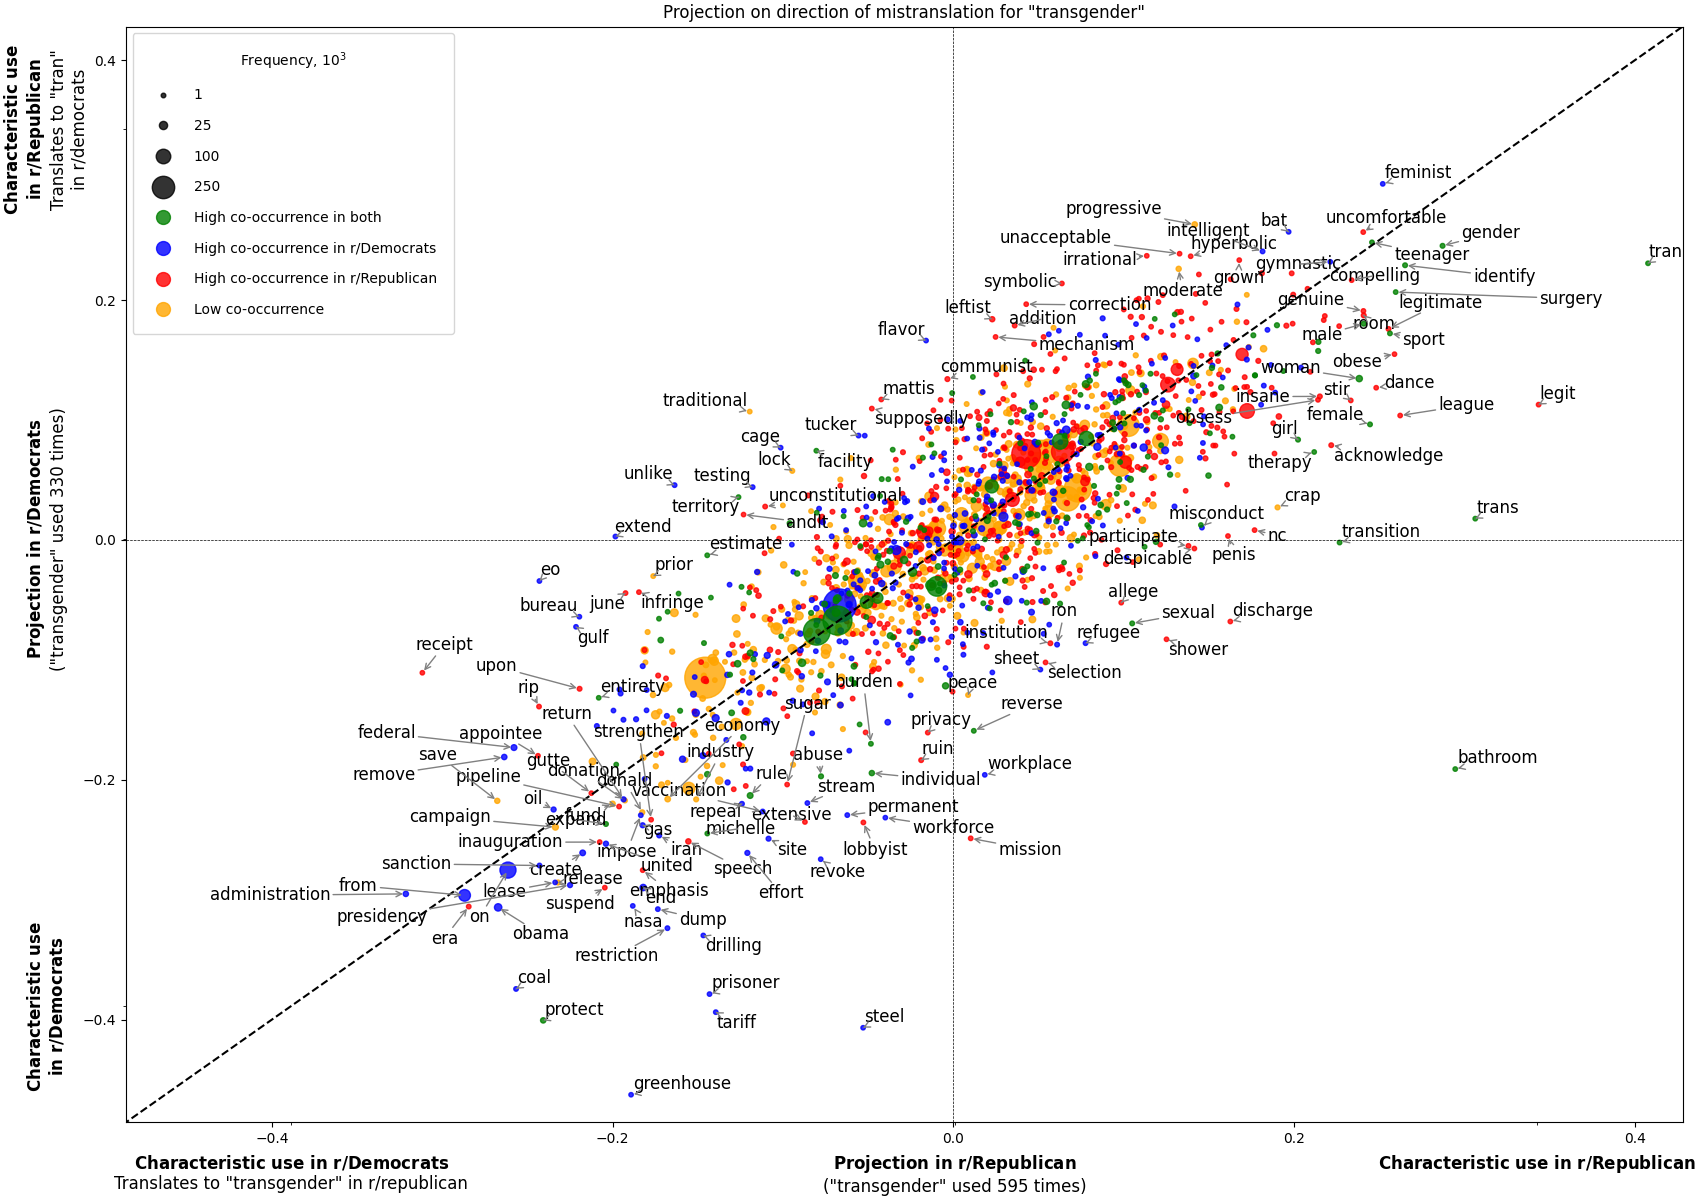 Projection on direction of mistranslation for "transgender"
Characteristic use
in r/Republican
Translates to "tran"
in r/democrats
Projection in r/Democrats
("transgender" used 330 times)
Characteristic use
in r/Democrats
0.4
0.2
0.0
−0.2
−0.4
Frequency, 10³
1
25
100
250
High co-occurrence in both
High co-occurrence in r/Democrats
High co-occurrence in r/Republican
Low co-occurrence
feminist
progressive
bat
uncomfortable
intelligent
gender
unacceptable
hyperbolic
irrational
teenager
tran
gymnastic
identify
grown
compelling
symbolic
moderate
surgery
correction
genuine
legitimate
leftist
addition
room
flavor
male
sport
mechanism
communist
woman
obese
mattis
stir
dance
legit
traditional
insane
league
supposedly
obsess
female
tucker
girl
cage
acknowledge
lock
facility
therapy
unlike
testing
unconstitutional
crap
territory
misconduct
trans
extend
andit
participate
nc
transition
estimate
despicable
penis
eo
prior
bureau
june
infringe
allege
ron
sexual
discharge
gulf
institution
refugee
receipt
shower
upon
sheet
selection
rip
entirety
burden
peace
return
sugar
reverse
federal
appointee
strengthen
economy
privacy
save
gutte
industry
abuse
ruin
bathroom
remove
pipeline
donation
donald
rule
individual
workplace
oil
vaccination
stream
campaign
expand
fund
repeal
extensive
permanent
gas
michelle
workforce
inauguration
impose
iran
site
lobbyist
mission
sanction
create
united
speech
revoke
from
release
administration
lease
emphasis
effort
presidency
on
suspend
end
era
obama
nasa
dump
restriction
drilling
coal
prisoner
protect
tariff
steel
greenhouse
−0.4
−0.2
0.0
0.2
0.4
Characteristic use in r/Democrats
Translates to "transgender" in r/republican
Projection in r/Republican
("transgender" used 595 times)
Characteristic use in r/Republican